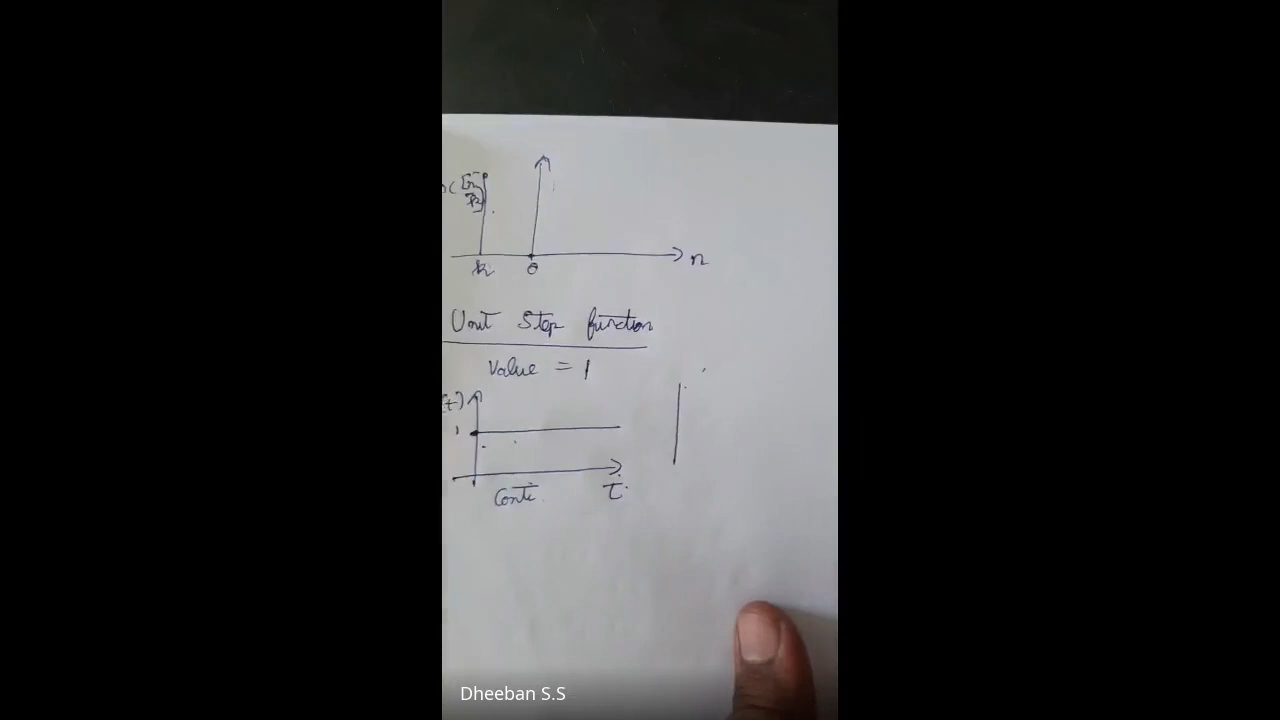 n
k 0
Unit Step function
Value = 1
(t)
1
Conti. t
Dheeban S.S